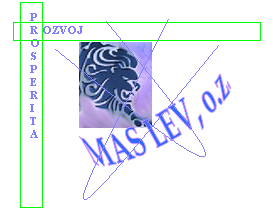 PROSPERITA
ROZVOJ
MAS LEV, o.z.